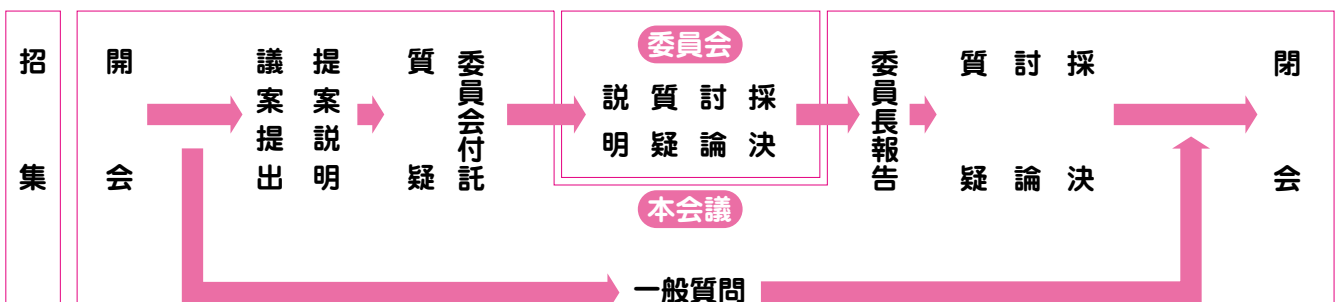 招集
開会
議案提出
提案説明
質疑
委員会付託
委員会
説明
質疑
討論
採決
委員長報告
質疑
討論
採決
閉会
本会議
一般質問